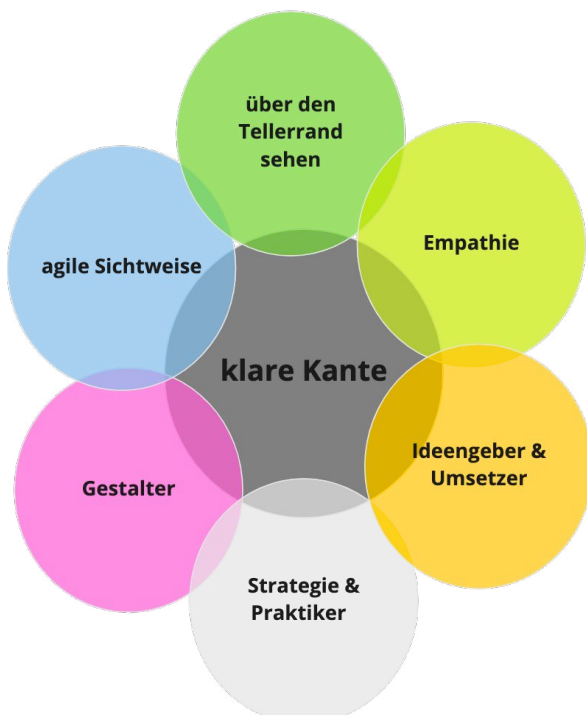 über den
Tellerrand
sehen
Empathie
agile Sichtweise
klare Kante
Ideengeber &
Umsetzer
Gestalter
Strategie &
Praktiker